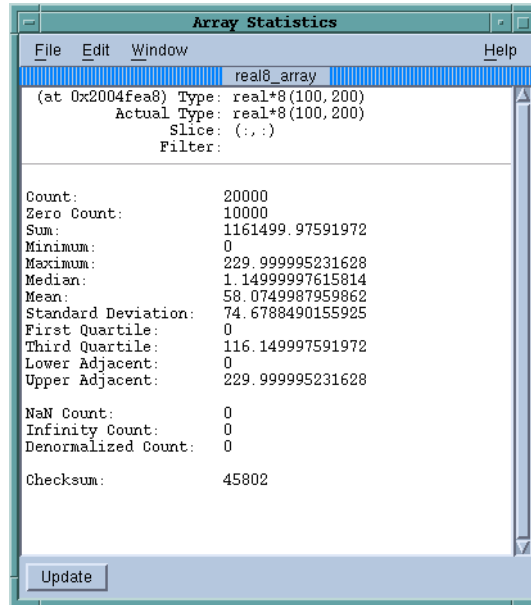 Array Statistics
File Edit Window Help
real8_array
(at 0x2004fea8) Type: real*8(100,200)
Actual Type: real*8(100,200)
Slice: (:,:)
Filter:
Count: 20000
Zero Count: 10000
Sum: 1161499.97591972
Minimum: 0
Maximum: 229.999995231628
Median: 1.14999997615814
Mean: 58.0749987959862
Standard Deviation: 74.6788490155925
First Quartile: 0
Third Quartile: 116.149997591972
Lower Adjacent: 0
Upper Adjacent: 229.999995231628
NaN Count: 0
Infinity Count: 0
Denormalized Count: 0
Checksum: 45802
Update